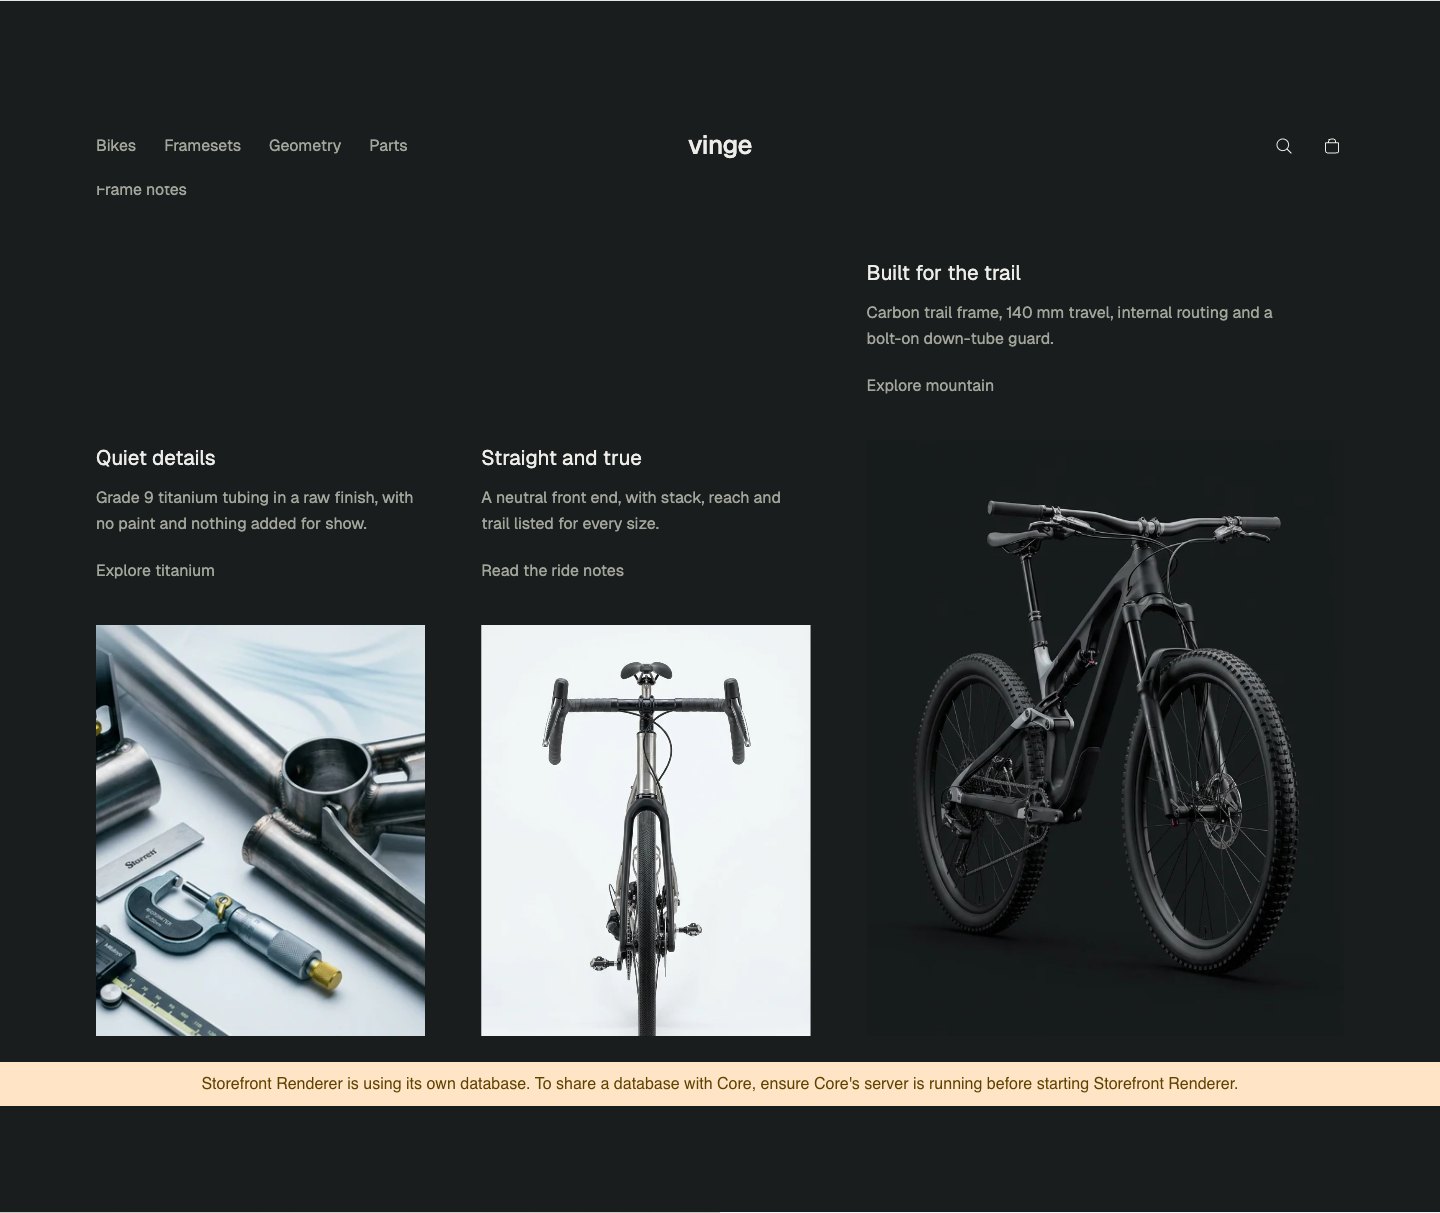 Bikes Framesets Geometry Parts vinge
Frame notes
Built for the trail
Carbon trail frame, 140 mm travel, internal routing and a
bolt-on down-tube guard.
Explore mountain
Quiet details
Grade 9 titanium tubing in a raw finish, with
no paint and nothing added for show.
Explore titanium
Straight and true
A neutral front end, with stack, reach and
trail listed for every size.
Read the ride notes
Storrett
MICROMETER
Storefront Renderer is using its own database. To share a database with Core, ensure Core's server is running before starting Storefront Renderer.